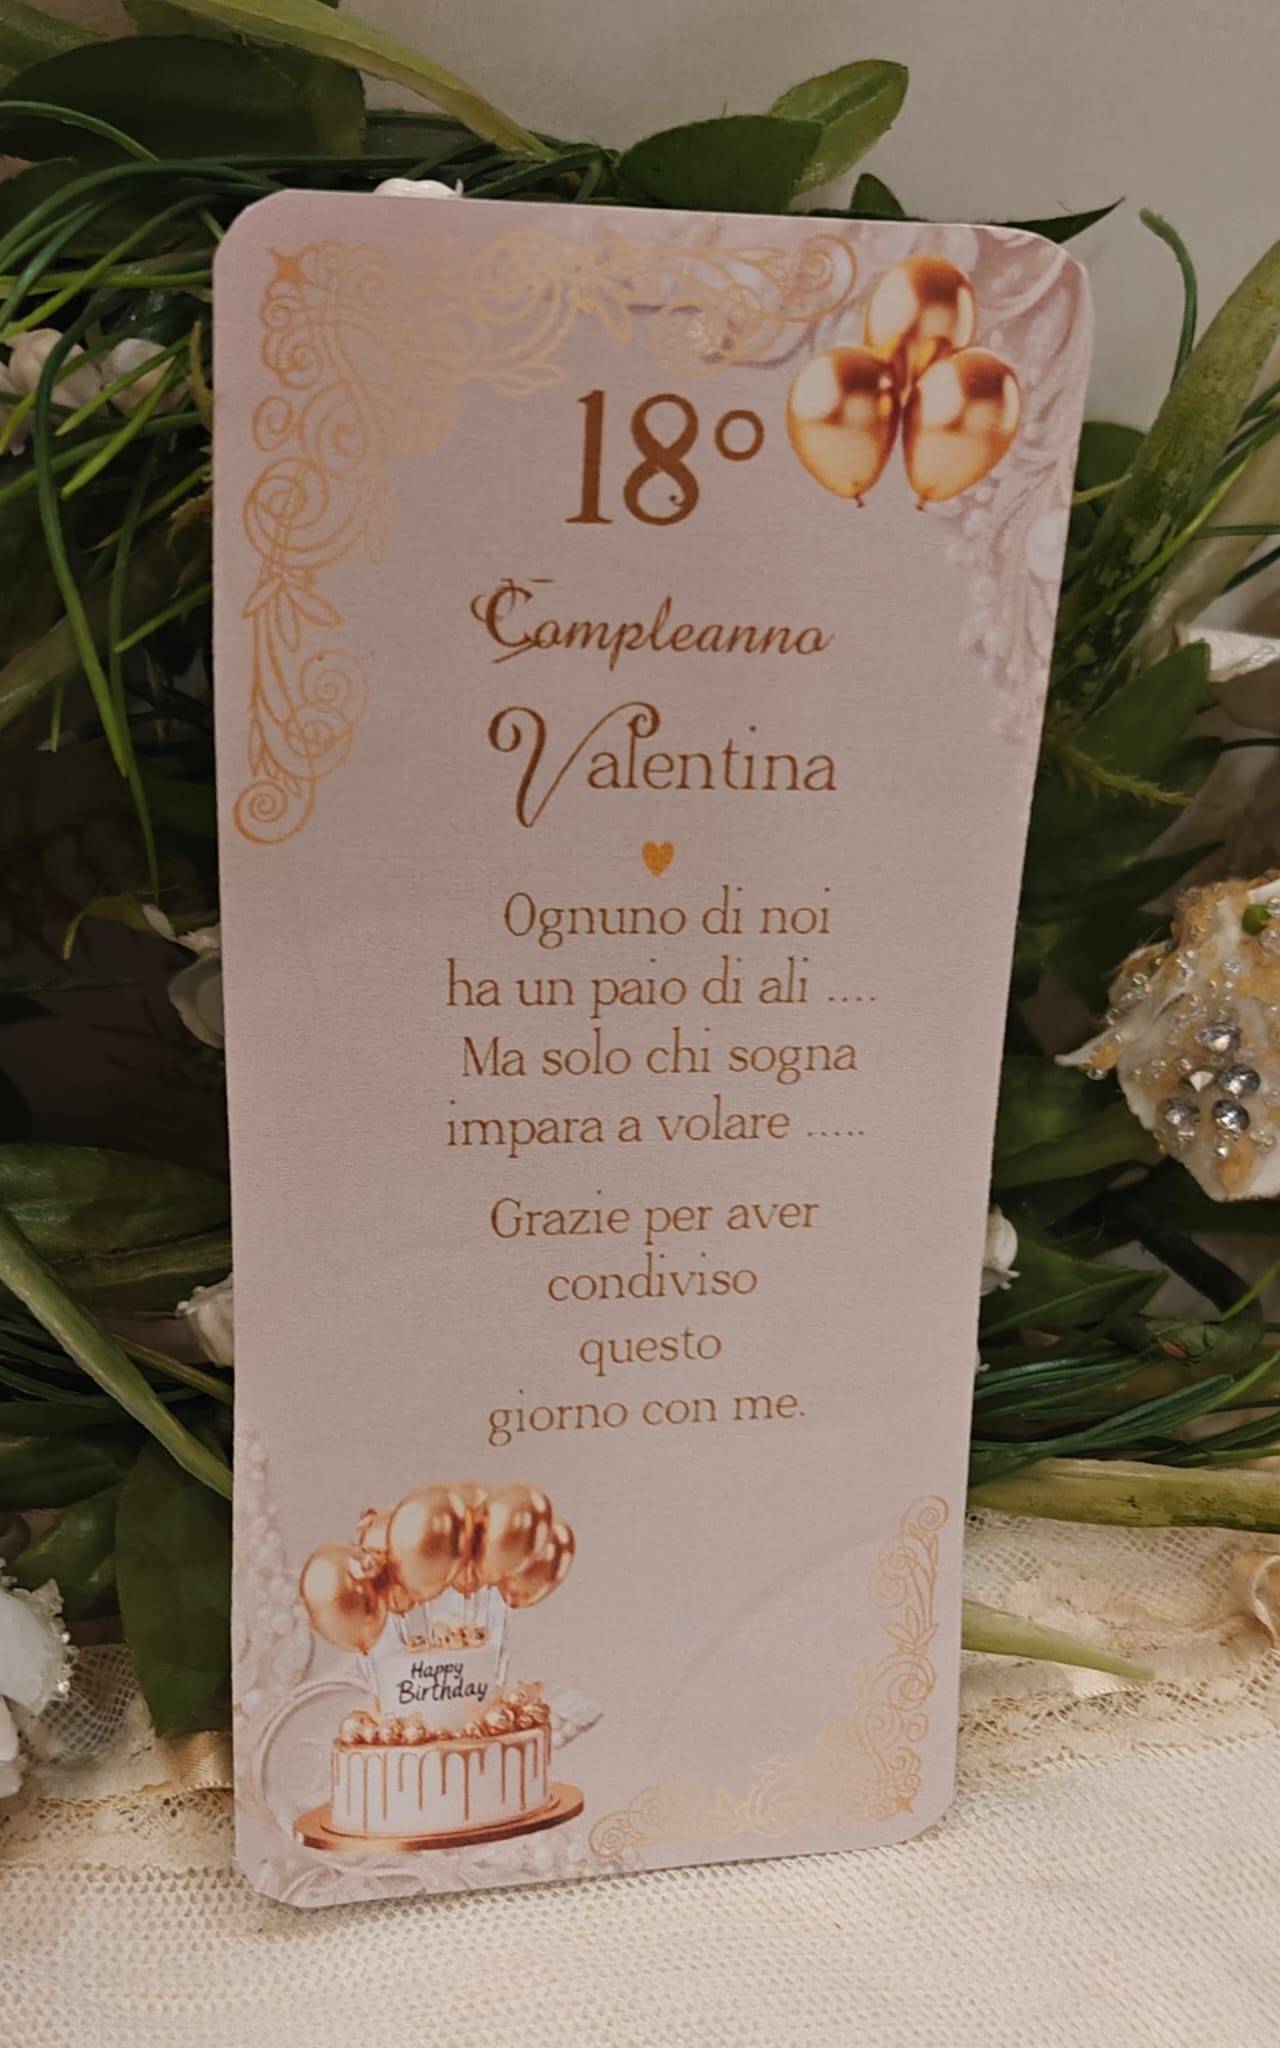 18°
Compleanno
Valentina
Ognuno di noi
ha un paio di ali ....
Ma solo chi sogna
impara a volare .....
Grazie per aver
condiviso
questo
giorno con me.
Happy
Birthday